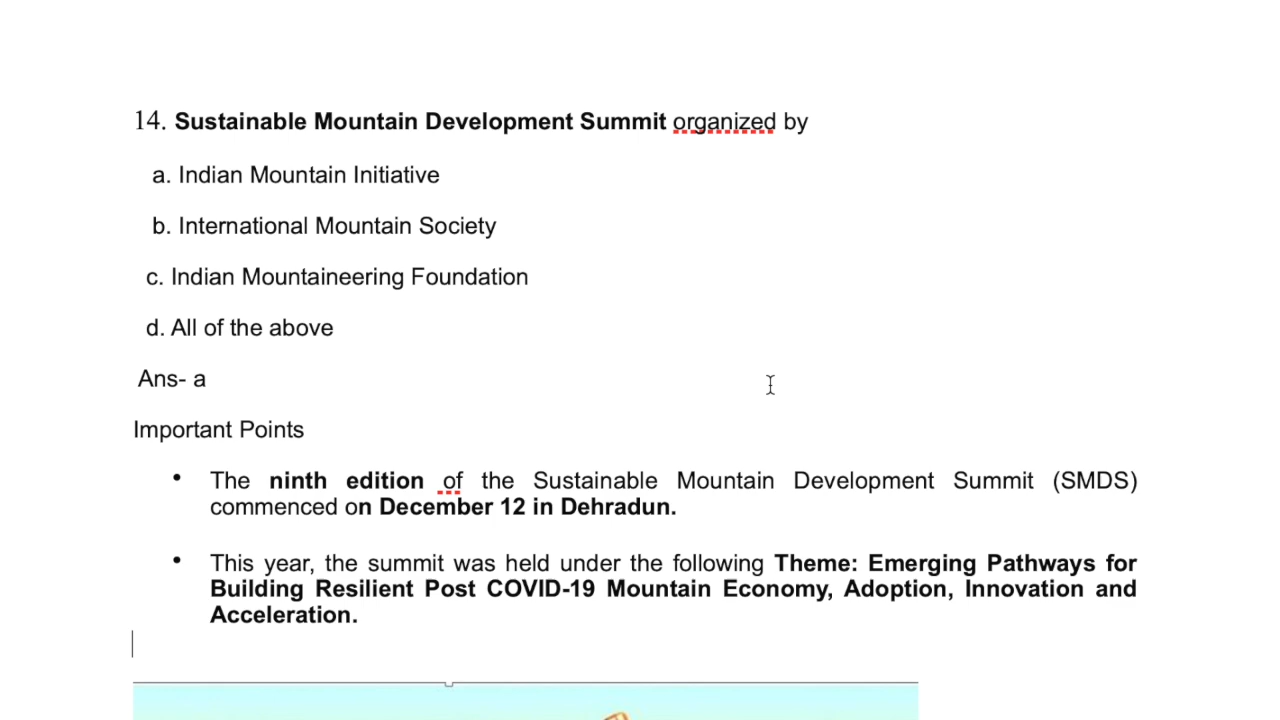 14. Sustainable Mountain Development Summit organized by
a. Indian Mountain Initiative
b. International Mountain Society
c. Indian Mountaineering Foundation
d. All of the above
Ans- a
Important Points
• The ninth edition of the Sustainable Mountain Development Summit (SMDS)
commenced on December 12 in Dehradun.
• This year, the summit was held under the following Theme: Emerging Pathways for
Building Resilient Post COVID-19 Mountain Economy, Adoption, Innovation and
Acceleration.